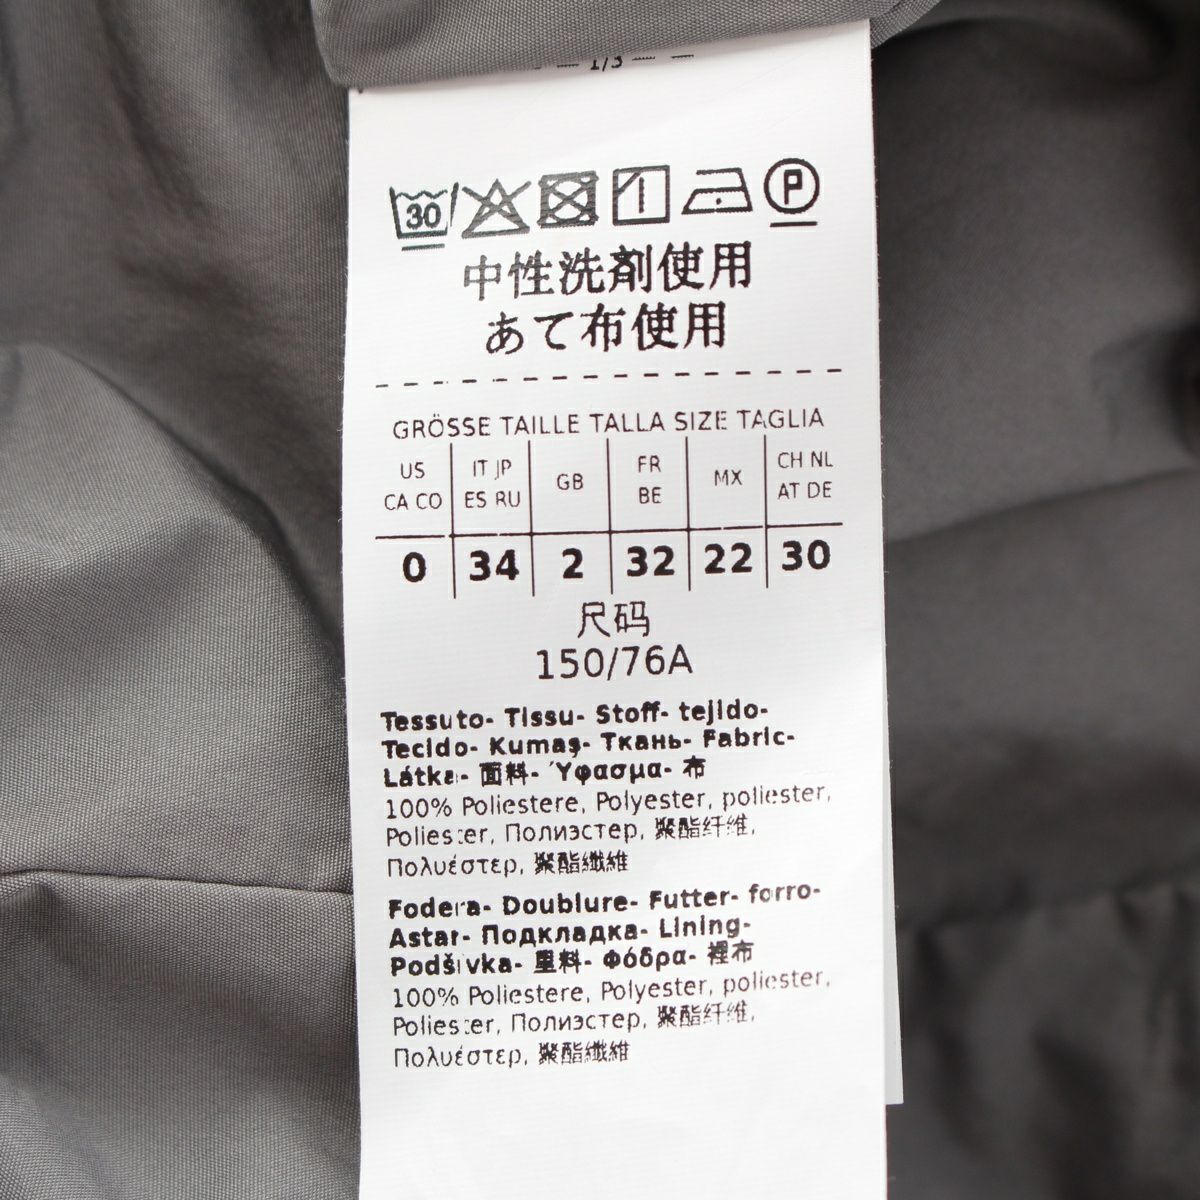 — 1/3 — —
30 P
中性洗剤使用
あて布使用
GRÖSSE TAILLE TALLA SIZE TAGLIA
US CA CO IT JP ES RU GB FR BE MX CH NL AT DE
0 34 2 32 22 30
尺码
150/76A
Tessuto- Tissu- Stoff- tejido-
Tecido- Kumaş- Ткань- Fabric-
Látka- 面料- Ύφασμα- 布
100% Poliestere, Polyester, poliester,
Poliester, Полиэстер, 聚酯纤维,
Πολυέστερ, 聚酯纖維
Fodera- Doublure- Futter- forro-
Astar- Подкладка- Lining-
Podšívka- 里料- Φόδρα- 裡布
100% Poliestere, Polyester, poliester,
Poliester, Полиэстер, 聚酯纤维,
Πολυέστερ, 聚酯纖維